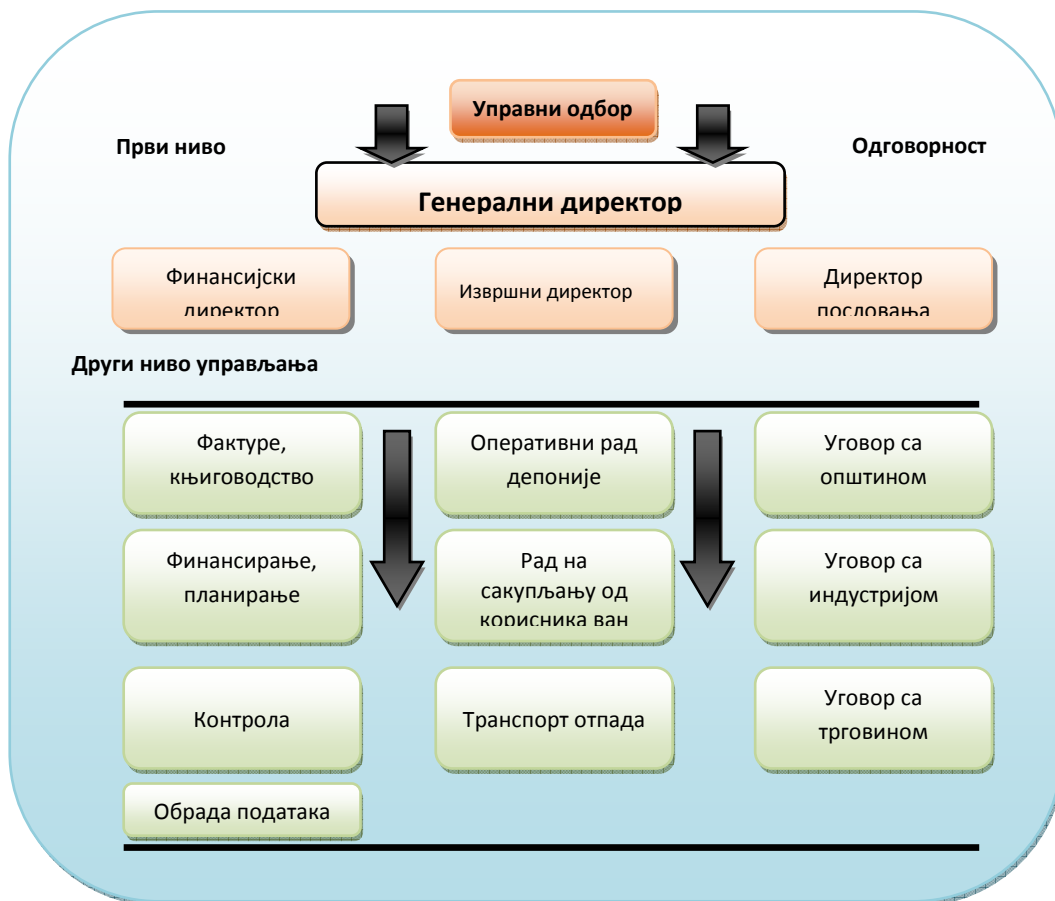 Управни одбор
Први ниво
Одговорност
Генерални директор
Финансијски
директор
Извршни директор
Директор
пословања
Други ниво управљања
Фактуре,
књиговодство
Оперативни рад
депоније
Уговор са
општином
Финансирање,
планирање
Рад на
сакупљању од
корисника ван
Уговор са
индустријом
Контрола
Транспорт отпада
Уговор са
трговином
Обрада података